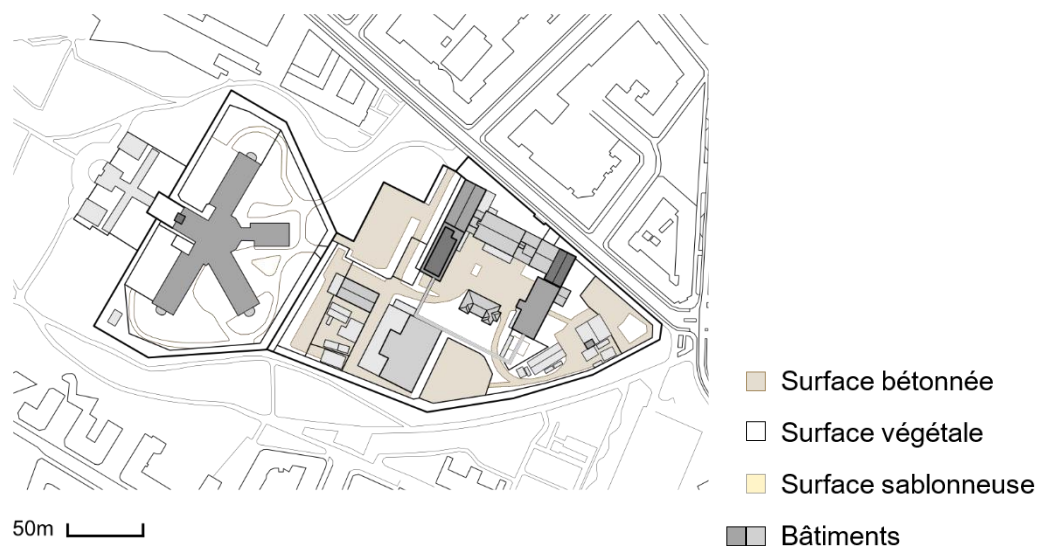 Surface bétonnée
Surface végétale
Surface sablonneuse
50m
Bâtiments